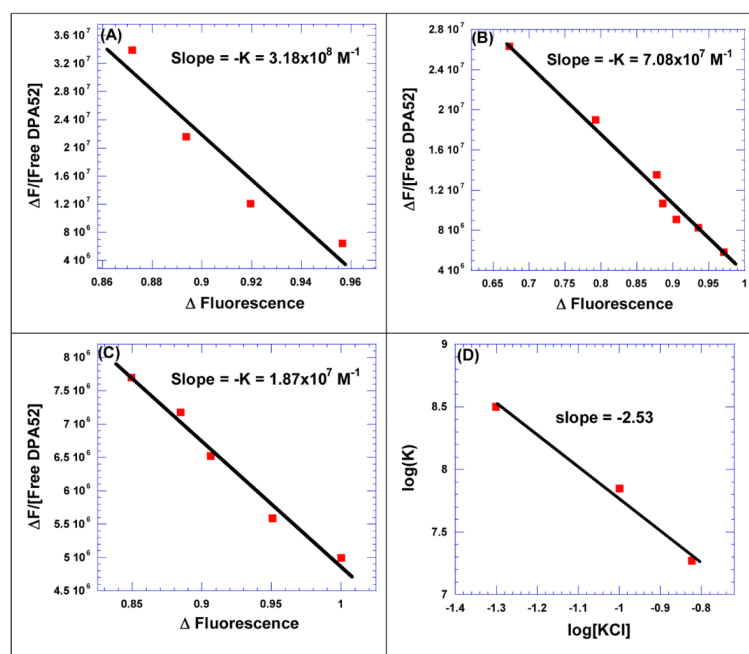 (A)
Slope = -K = 3.18x10⁸ M⁻¹
ΔF/[Free DPA52]
3.6 10⁷
3.2 10⁷
2.8 10⁷
2.4 10⁷
2 10⁷
1.6 10⁷
1.2 10⁷
8 10⁶
4 10⁶
0.86 0.88 0.9 0.92 0.94 0.96
Δ Fluorescence
(B)
Slope = -K = 7.08x10⁷ M⁻¹
ΔF/[Free DPA52]
2.8 10⁷
2.4 10⁷
2 10⁷
1.6 10⁷
1.2 10⁷
8 10⁶
4 10⁶
0.65 0.7 0.75 0.8 0.85 0.9 0.95 1
Δ Fluorescence
(C)
Slope = -K = 1.87x10⁷ M⁻¹
ΔF/[Free DPA52]
8 10⁶
7.5 10⁶
7 10⁶
6.5 10⁶
6 10⁶
5.5 10⁶
5 10⁶
4.5 10⁶
0.85 0.9 0.95 1
Δ Fluorescence
(D)
slope = -2.53
log(K)
9
8.5
8
7.5
7
-1.4 -1.3 -1.2 -1.1 -1 -0.9 -0.8 -0.7
log[KCl]